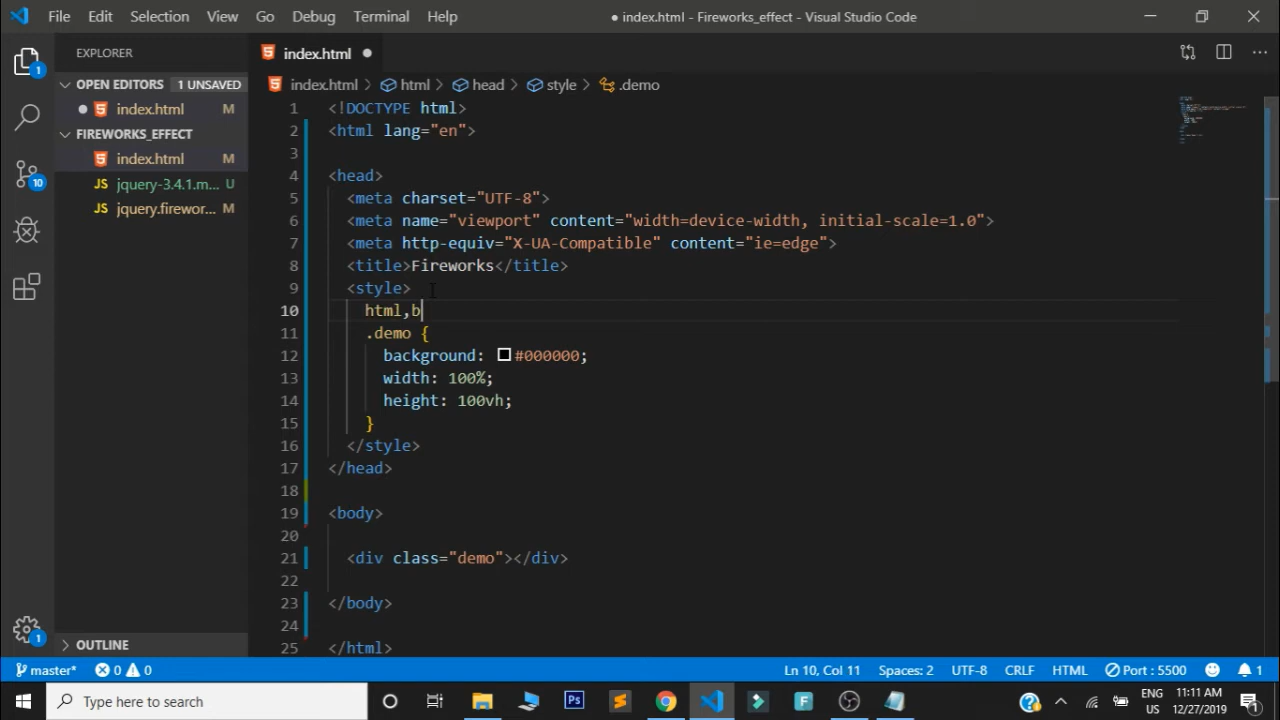 File Edit Selection View Go Debug Terminal Help
● index.html - Fireworks_effect - Visual Studio Code
EXPLORER
OPEN EDITORS 1 UNSAVED
index.html M
FIREWORKS_EFFECT
index.html M
JS jquery-3.4.1.m... U
JS jquery.firewor... M
OUTLINE
1
10
1
index.html
index.html > html > head > style > .demo
1 <!DOCTYPE html>
2 <html lang="en">
3
4 <head>
5 <meta charset="UTF-8">
6 <meta name="viewport" content="width=device-width, initial-scale=1.0">
7 <meta http-equiv="X-UA-Compatible" content="ie=edge">
8 <title>Fireworks</title>
9 <style>
10 html,b
11 .demo {
12 background: #000000;
13 width: 100%;
14 height: 100vh;
15 }
16 </style>
17 </head>
18
19 <body>
20
21 <div class="demo"></div>
22
23 </body>
24
25 </html>
master* 0 0
Ln 10, Col 11 Spaces: 2 UTF-8 CRLF HTML Port : 5500 1
Type here to search
Ps
F
ENG
US
11:11 AM
12/27/2019
1